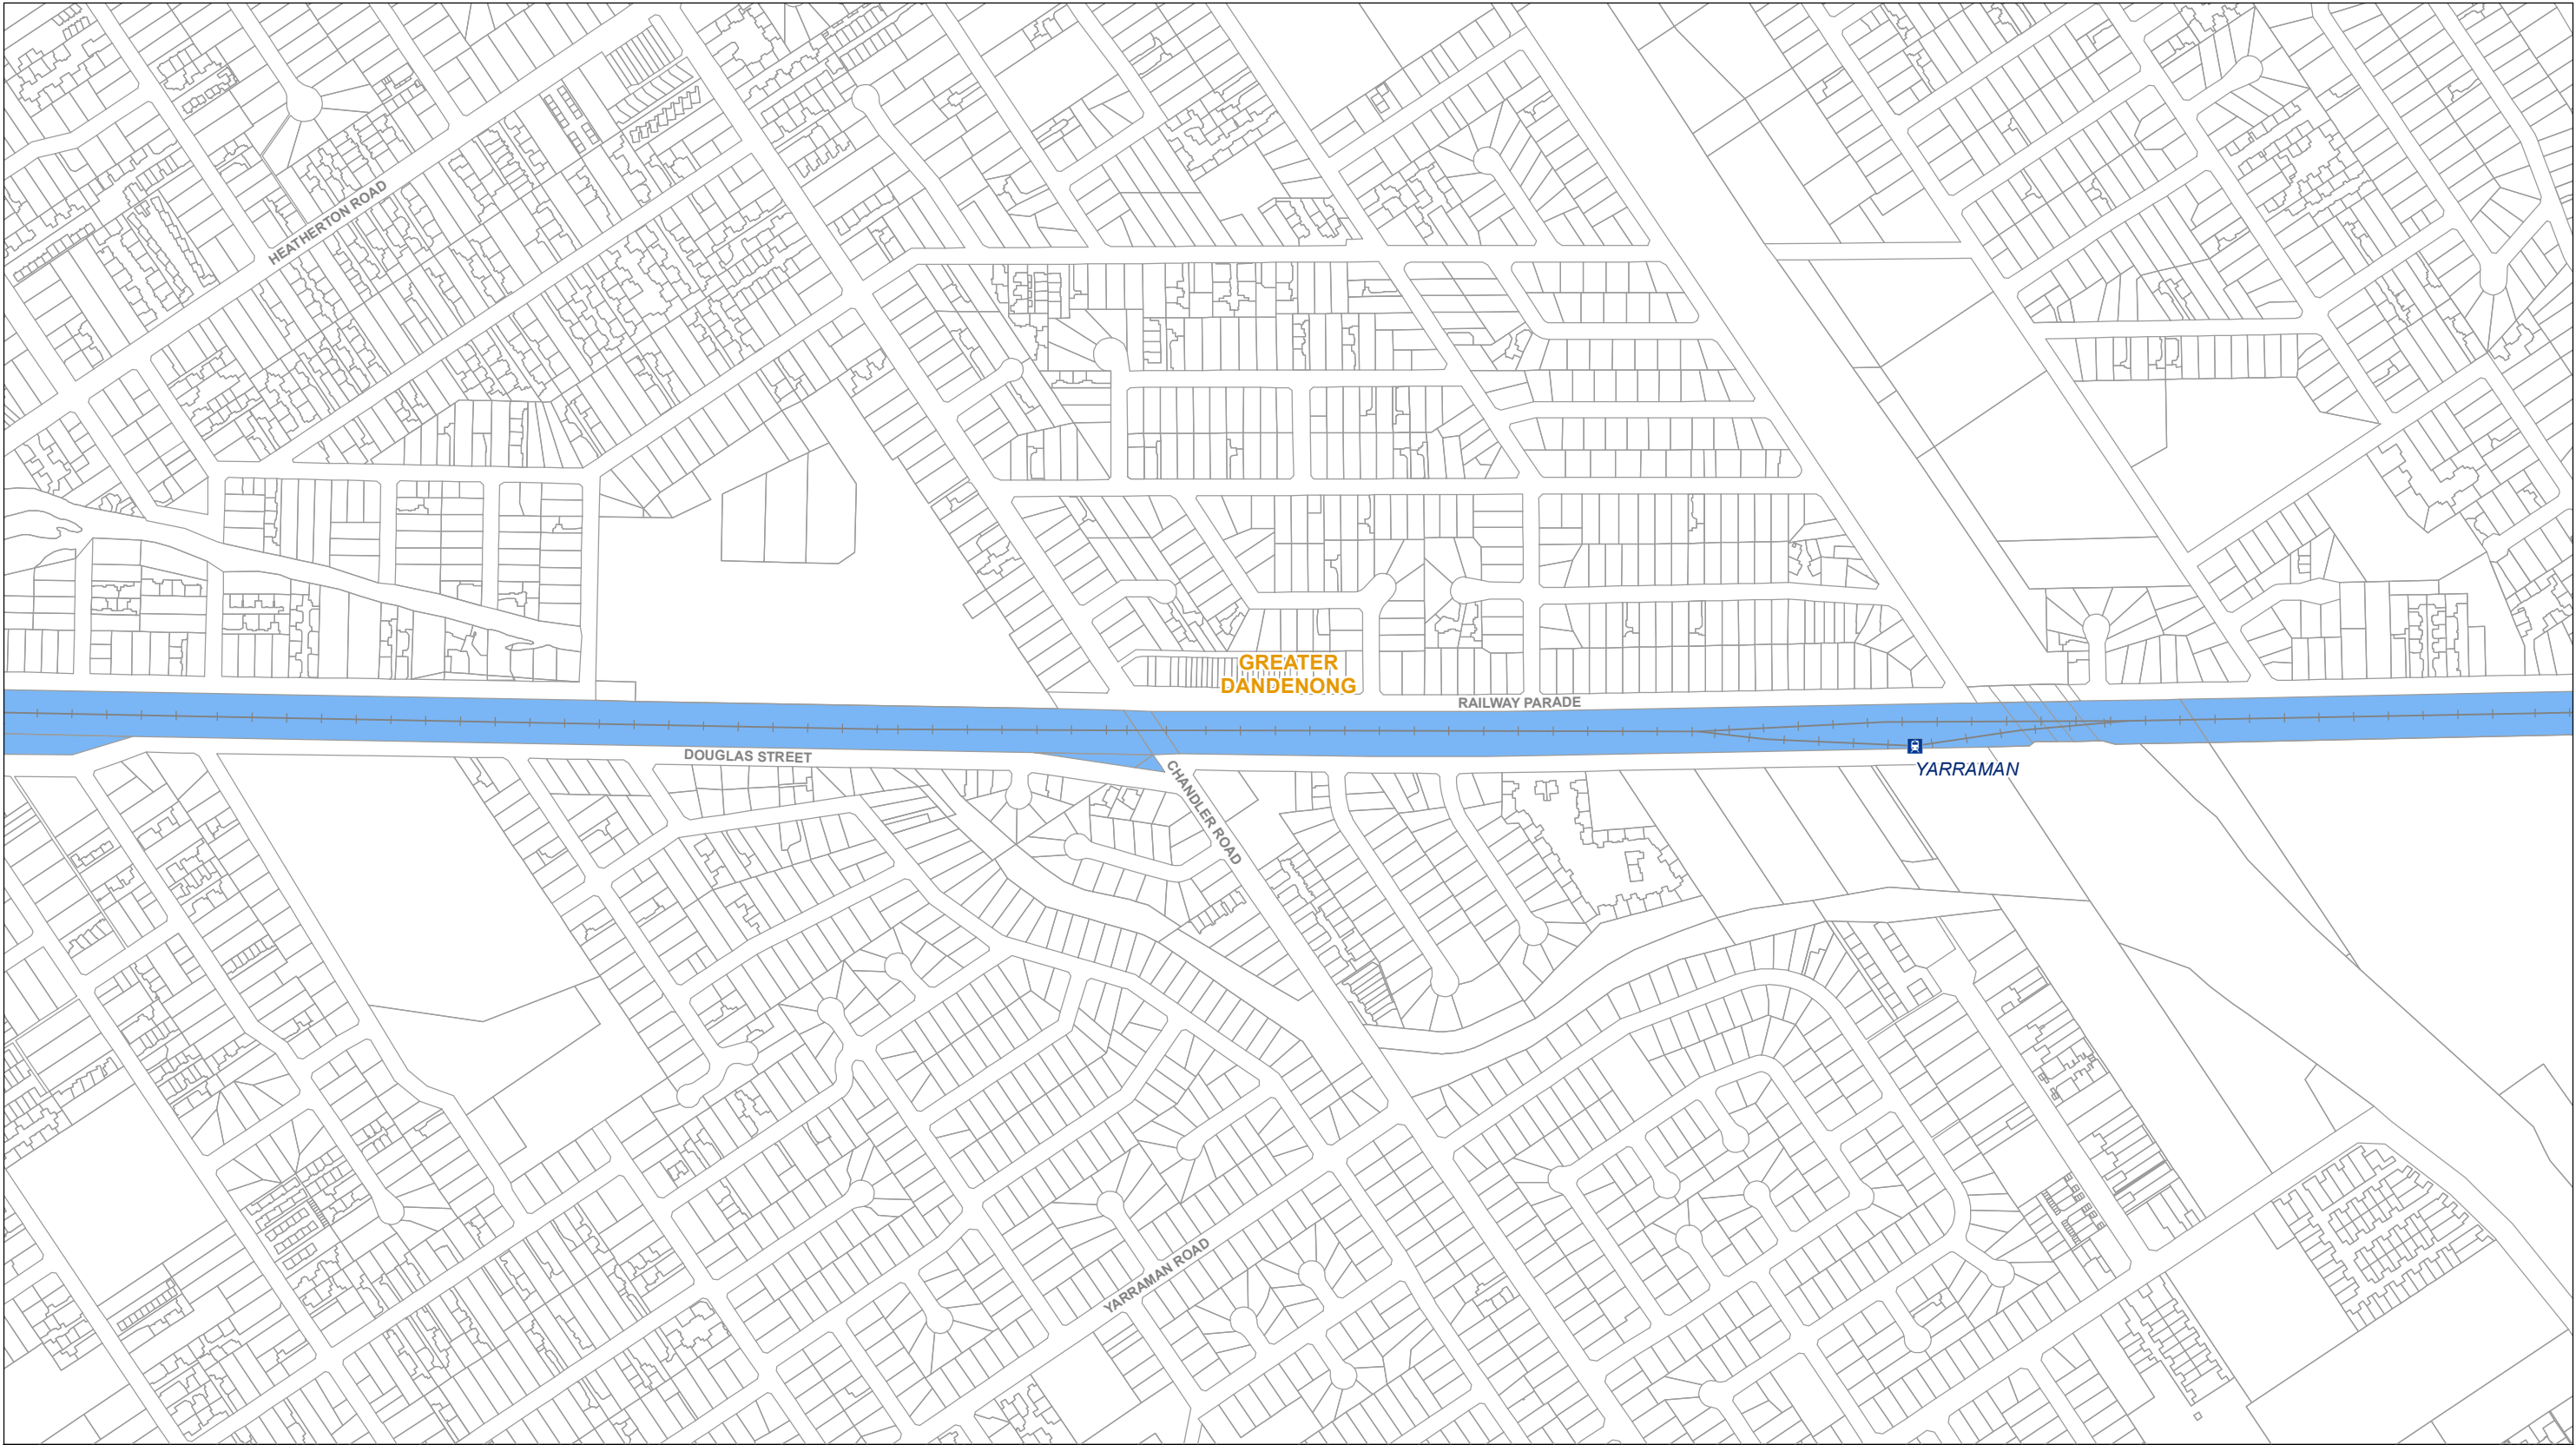 HEATHERTON ROAD
GREATER
DANDENONG
RAILWAY PARADE
DOUGLAS STREET
CHANDLER ROAD
YARRAMAN
YARRAMAN ROAD